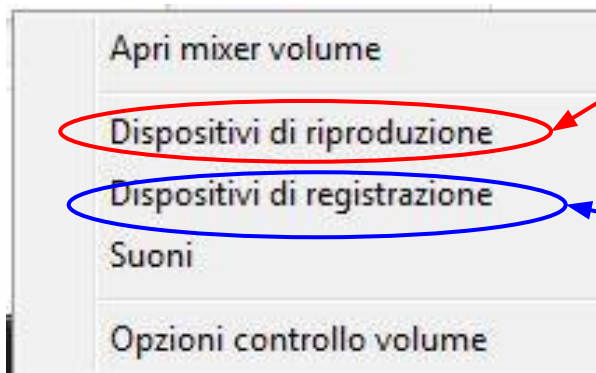 Apri mixer volume
Dispositivi di riproduzione
Dispositivi di registrazione
Suoni
Opzioni controllo volume